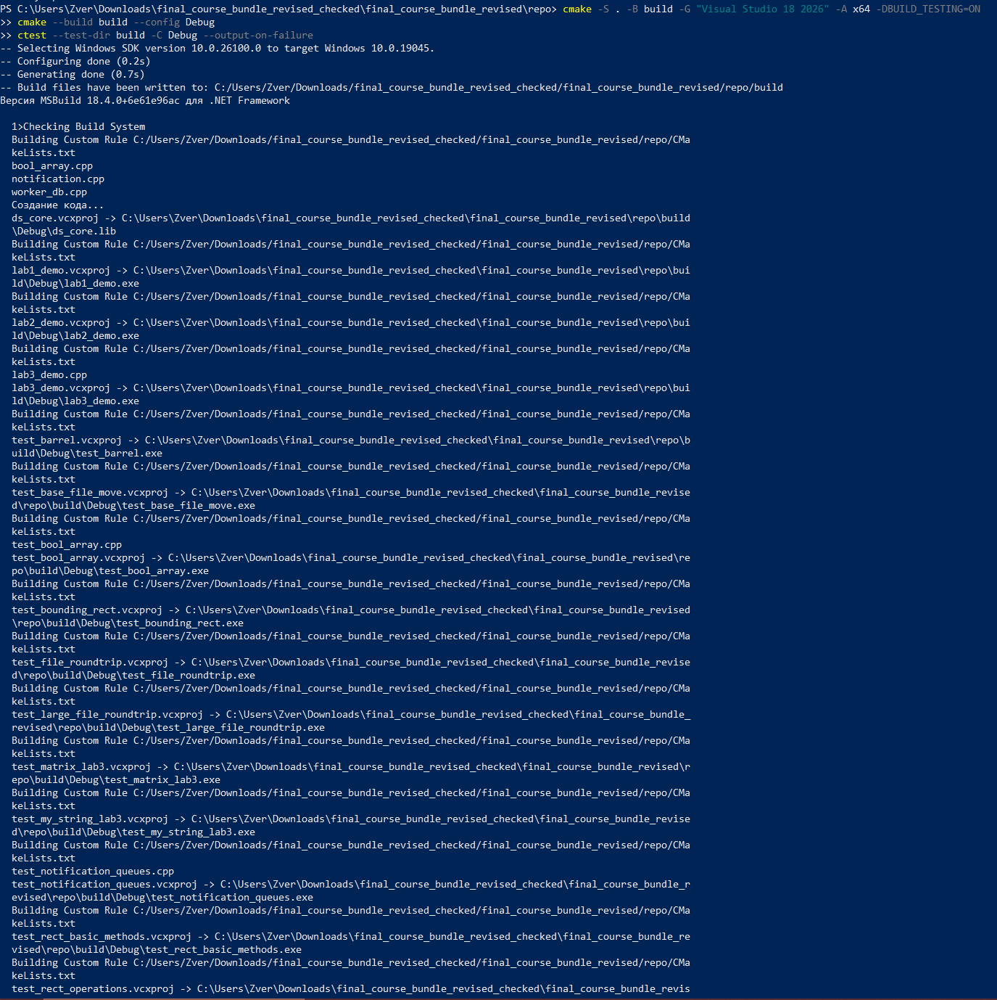 PS C:\Users\Zver\Downloads\final_course_bundle_revised_checked\final_course_bundle_revised\repo> cmake -S . -B build -G "Visual Studio 18 2026" -A x64 -DBUILD_TESTING=ON
>> cmake --build build --config Debug
>> ctest --test-dir build -C Debug --output-on-failure
-- Selecting Windows SDK version 10.0.26100.0 to target Windows 10.0.19045.
-- Configuring done (0.2s)
-- Generating done (0.7s)
-- Build files have been written to: C:/Users/Zver/Downloads/final_course_bundle_revised_checked/final_course_bundle_revised/repo/build
Версия MSBuild 18.4.0+6e61e96ac для .NET Framework
1>Checking Build System
Building Custom Rule C:/Users/Zver/Downloads/final_course_bundle_revised_checked/final_course_bundle_revised/repo/CMa
keLists.txt
bool_array.cpp
notification.cpp
worker_db.cpp
Создание кода...
ds_core.vcxproj -> C:\Users\Zver\Downloads\final_course_bundle_revised_checked\final_course_bundle_revised\repo\build
\Debug\ds_core.lib
Building Custom Rule C:/Users/Zver/Downloads/final_course_bundle_revised_checked/final_course_bundle_revised/repo/CMa
keLists.txt
lab1_demo.vcxproj -> C:\Users\Zver\Downloads\final_course_bundle_revised_checked\final_course_bundle_revised\repo\bui
ld\Debug\lab1_demo.exe
Building Custom Rule C:/Users/Zver/Downloads/final_course_bundle_revised_checked/final_course_bundle_revised/repo/CMa
keLists.txt
lab2_demo.vcxproj -> C:\Users\Zver\Downloads\final_course_bundle_revised_checked\final_course_bundle_revised\repo\bui
ld\Debug\lab2_demo.exe
Building Custom Rule C:/Users/Zver/Downloads/final_course_bundle_revised_checked/final_course_bundle_revised/repo/CMa
keLists.txt
lab3_demo.cpp
lab3_demo.vcxproj -> C:\Users\Zver\Downloads\final_course_bundle_revised_checked\final_course_bundle_revised\repo\bui
ld\Debug\lab3_demo.exe
Building Custom Rule C:/Users/Zver/Downloads/final_course_bundle_revised_checked/final_course_bundle_revised/repo/CMa
keLists.txt
test_barrel.vcxproj -> C:\Users\Zver\Downloads\final_course_bundle_revised_checked\final_course_bundle_revised\repo\b
uild\Debug\test_barrel.exe
Building Custom Rule C:/Users/Zver/Downloads/final_course_bundle_revised_checked/final_course_bundle_revised/repo/CMa
keLists.txt
test_base_file_move.vcxproj -> C:\Users\Zver\Downloads\final_course_bundle_revised_checked\final_course_bundle_revise
d\repo\build\Debug\test_base_file_move.exe
Building Custom Rule C:/Users/Zver/Downloads/final_course_bundle_revised_checked/final_course_bundle_revised/repo/CMa
keLists.txt
test_bool_array.cpp
test_bool_array.vcxproj -> C:\Users\Zver\Downloads\final_course_bundle_revised_checked\final_course_bundle_revised\re
po\build\Debug\test_bool_array.exe
Building Custom Rule C:/Users/Zver/Downloads/final_course_bundle_revised_checked/final_course_bundle_revised/repo/CMa
keLists.txt
test_bounding_rect.vcxproj -> C:\Users\Zver\Downloads\final_course_bundle_revised_checked\final_course_bundle_revised
\repo\build\Debug\test_bounding_rect.exe
Building Custom Rule C:/Users/Zver/Downloads/final_course_bundle_revised_checked/final_course_bundle_revised/repo/CMa
keLists.txt
test_file_roundtrip.vcxproj -> C:\Users\Zver\Downloads\final_course_bundle_revised_checked\final_course_bundle_revise
d\repo\build\Debug\test_file_roundtrip.exe
Building Custom Rule C:/Users/Zver/Downloads/final_course_bundle_revised_checked/final_course_bundle_revised/repo/CMa
keLists.txt
test_large_file_roundtrip.vcxproj -> C:\Users\Zver\Downloads\final_course_bundle_revised_checked\final_course_bundle_
revised\repo\build\Debug\test_large_file_roundtrip.exe
Building Custom Rule C:/Users/Zver/Downloads/final_course_bundle_revised_checked/final_course_bundle_revised/repo/CMa
keLists.txt
test_matrix_lab3.vcxproj -> C:\Users\Zver\Downloads\final_course_bundle_revised_checked\final_course_bundle_revised\r
epo\build\Debug\test_matrix_lab3.exe
Building Custom Rule C:/Users/Zver/Downloads/final_course_bundle_revised_checked/final_course_bundle_revised/repo/CMa
keLists.txt
test_my_string_lab3.vcxproj -> C:\Users\Zver\Downloads\final_course_bundle_revised_checked\final_course_bundle_revise
d\repo\build\Debug\test_my_string_lab3.exe
Building Custom Rule C:/Users/Zver/Downloads/final_course_bundle_revised_checked/final_course_bundle_revised/repo/CMa
keLists.txt
test_notification_queues.cpp
test_notification_queues.vcxproj -> C:\Users\Zver\Downloads\final_course_bundle_revised_checked\final_course_bundle_r
evised\repo\build\Debug\test_notification_queues.exe
Building Custom Rule C:/Users/Zver/Downloads/final_course_bundle_revised_checked/final_course_bundle_revised/repo/CMa
keLists.txt
test_rect_basic_methods.vcxproj -> C:\Users\Zver\Downloads\final_course_bundle_revised_checked\final_course_bundle_re
vised\repo\build\Debug\test_rect_basic_methods.exe
Building Custom Rule C:/Users/Zver/Downloads/final_course_bundle_revised_checked/final_course_bundle_revised/repo/CMa
keLists.txt
test_rect_operations.vcxproj -> C:\Users\Zver\Downloads\final_course_bundle_revised_checked\final_course_bundle_revis